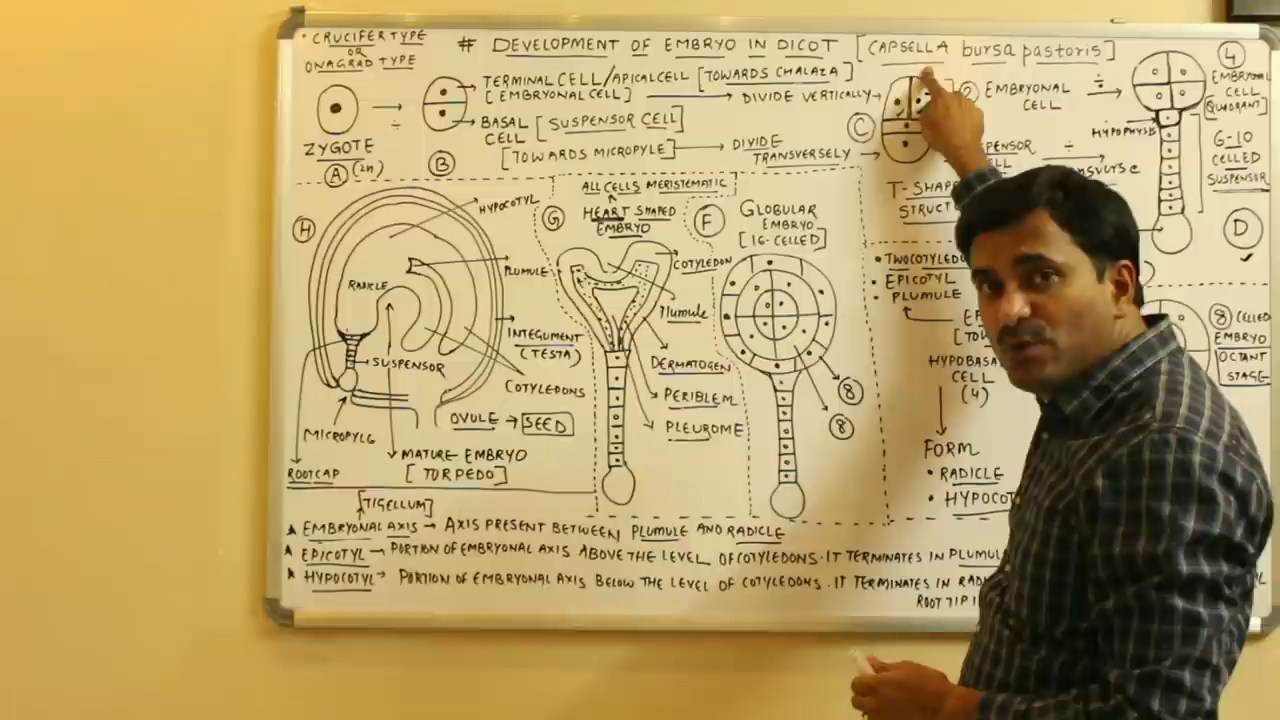 • CRUCIFER TYPE
OR
ONAGRAD TYPE
# DEVELOPMENT OF EMBRYO IN DICOT [CAPSELLA bursa pastoris]
TERMINAL CELL/APICAL CELL [TOWARDS CHALAZA]
[EMBRYONAL CELL] → DIVIDE VERTICALLY→
BASAL CELL [SUSPENSOR CELL]
[TOWARDS MICROPYLE] → DIVIDE TRANSVERSELY →
→
÷
ZYGOTE
(A) (2n)
(B)
(C)
(2) EMBRYONAL CELL ÷
÷
T-SHAP
STRUCT
(4)
EMBRYONAL
CELL
[QUADRANT]
HYPOPHYSIS
6-10
CELLED
SUSPENSOR
(D)
(H)
HYPOCOTYL
PLUMULE
RADICLE
INTEGUMENT
(TESTA)
SUSPENSOR
COTYLEDONS
OVULE → SEED
MICROPYLG
ROOTCAP
MATURE EMBRYO
[TORPEDO]
ALL CELLS MERISTEMATIC
(G)
HEART SHAPED
EMBRYO
COTYLEDON
Plumule
DERMATOGEN
PERIBLEM
PLEUROME
(F)
GLOBULAR
EMBRYO
[16-CELLED]
(8)
(8)
• TWO COTYLEDO
• EPICOTYL
• PLUMULE
HYPOBASA
CELL
(4)
FORM
• RADICLE
• HYPOCOT
(8) CELLED
EMBRYO
OCTANT
STAGE
[TIGELLUM]
EMBRYONAL AXIS → AXIS PRESENT BETWEEN PLUMULE AND RADICLE
EPICOTYL → PORTION OF EMBRYONAL AXIS ABOVE THE LEVEL OF COTYLEDONS. IT TERMINATES IN PLUMU
HYPOCOTYL → PORTION OF EMBRYONAL AXIS BELOW THE LEVEL OF COTYLEDONS. IT TERMINATES IN RADI
ROOT TIP